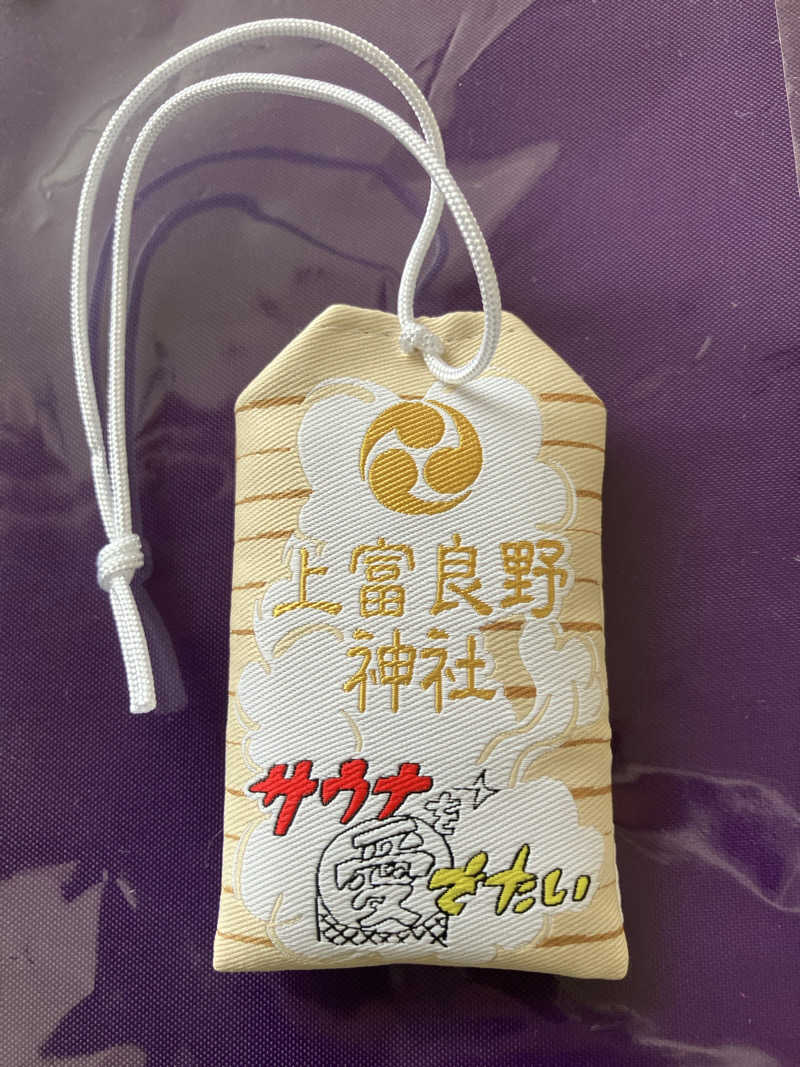 上富良野
神社
サウナを
愛でたい